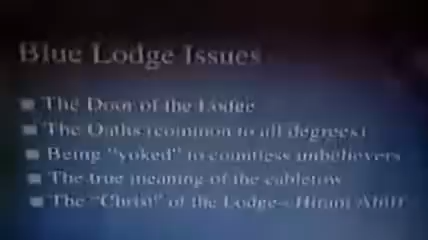 Blue Lodge Issues
The Door of the Lodge
The Oaths (common to all degrees)
Being "yoked" to countless unbelievers
The true meaning of the cabletow
The "Christ" of the Lodge - Hiram Abiff